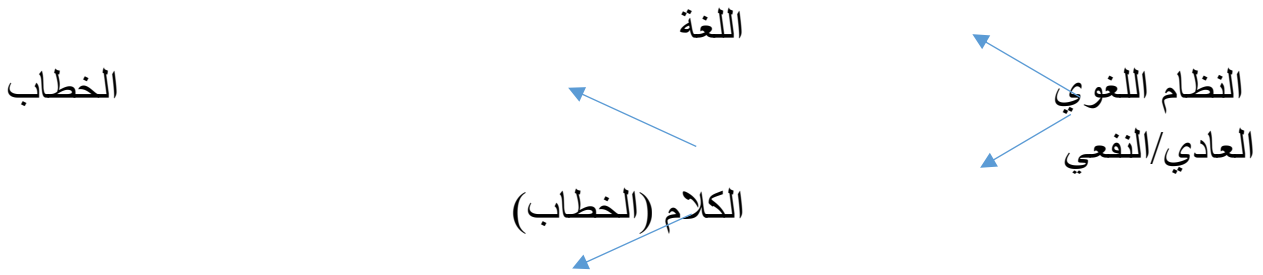 اللغة
النظام اللغوي
الخطاب
العادي/النفعي
الكلام (الخطاب)